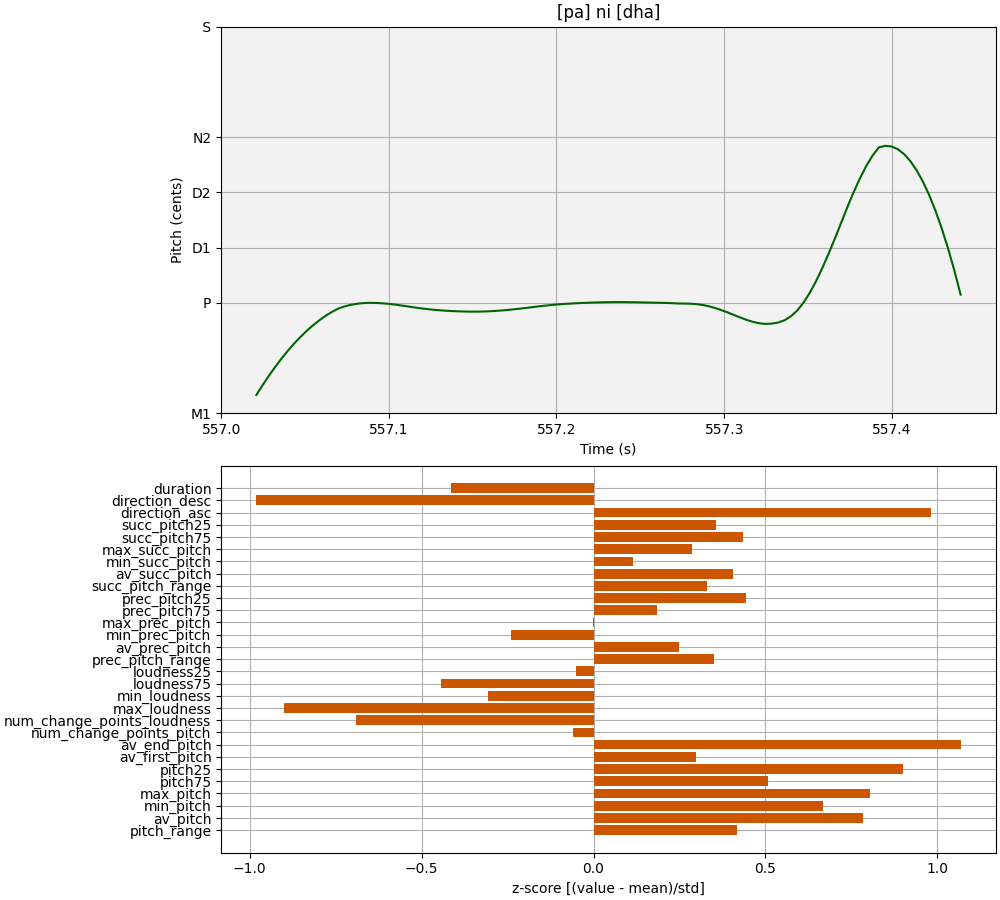 [pa] ni [dha]
S
N2
D2
D1
P
M1
Pitch (cents)
557.0 557.1 557.2 557.3 557.4
Time (s)
duration
direction_desc
direction_asc
succ_pitch25
succ_pitch75
max_succ_pitch
min_succ_pitch
av_succ_pitch
succ_pitch_range
prec_pitch25
prec_pitch75
max_prec_pitch
min_prec_pitch
av_prec_pitch
prec_pitch_range
loudness25
loudness75
min_loudness
max_loudness
num_change_points_loudness
num_change_points_pitch
av_end_pitch
av_first_pitch
pitch25
pitch75
max_pitch
min_pitch
av_pitch
pitch_range
−1.0 −0.5 0.0 0.5 1.0
z-score [(value - mean)/std]